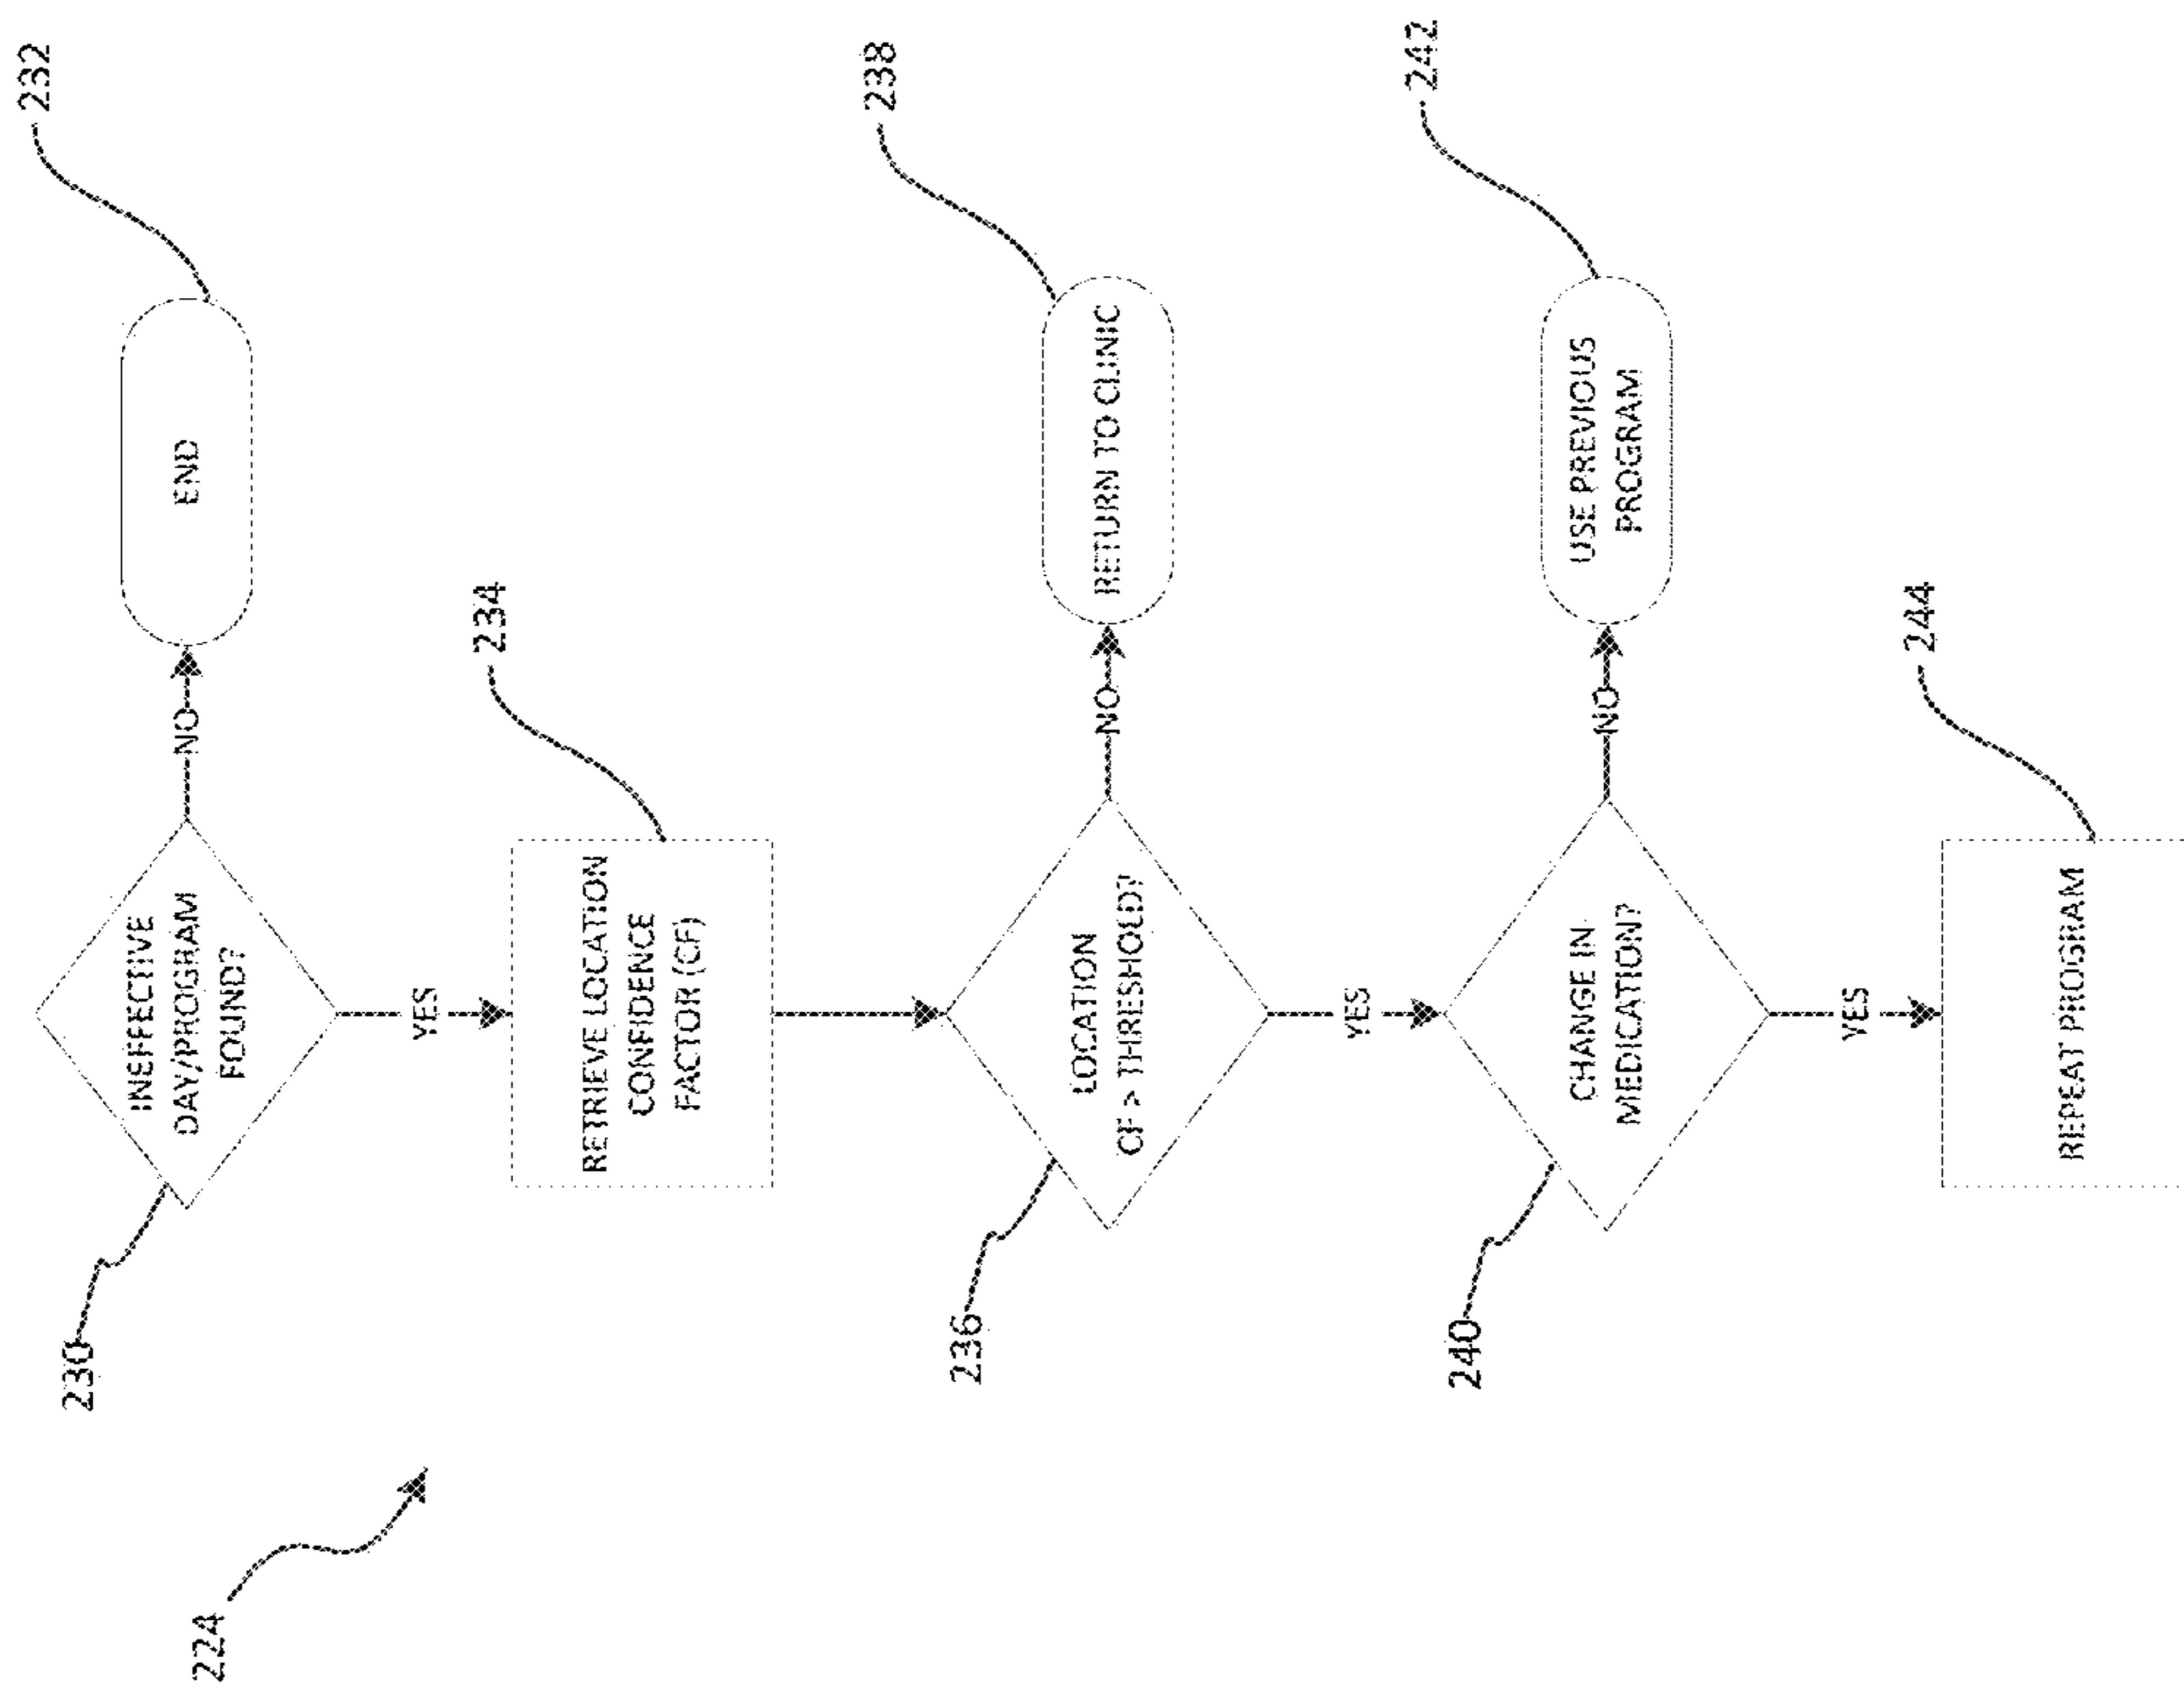 224
230
INEFFECTIVE
DAY/PROGRAM
FOUND?
NO
END
232
YES
RETRIEVE LOCATION
CONFIDENCE
FACTOR (CF)
234
236
LOCATION
CF > THRESHOLD?
NO
RETURN TO CLINIC
238
YES
240
CHANGE IN
MEDICATION?
NO
USE PREVIOUS
PROGRAM
242
YES
REPEAT PROGRAM
244